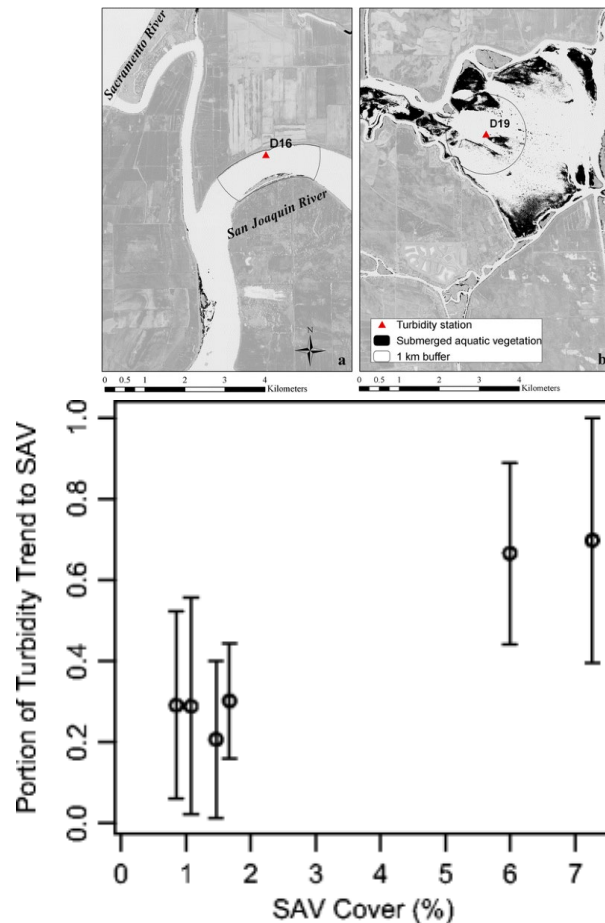 Sacramento River
D16
San Joaquin River
N
a
0 0.5 1 2 3 4
Kilometers
D19
Turbidity station
Submerged aquatic vegetation
1 km buffer
b
0 0.5 1 2 3 4
Kilometers
Portion of Turbidity Trend to SAV
1.0
0.8
0.6
0.4
0.2
0.0
0 1 2 3 4 5 6 7
SAV Cover (%)